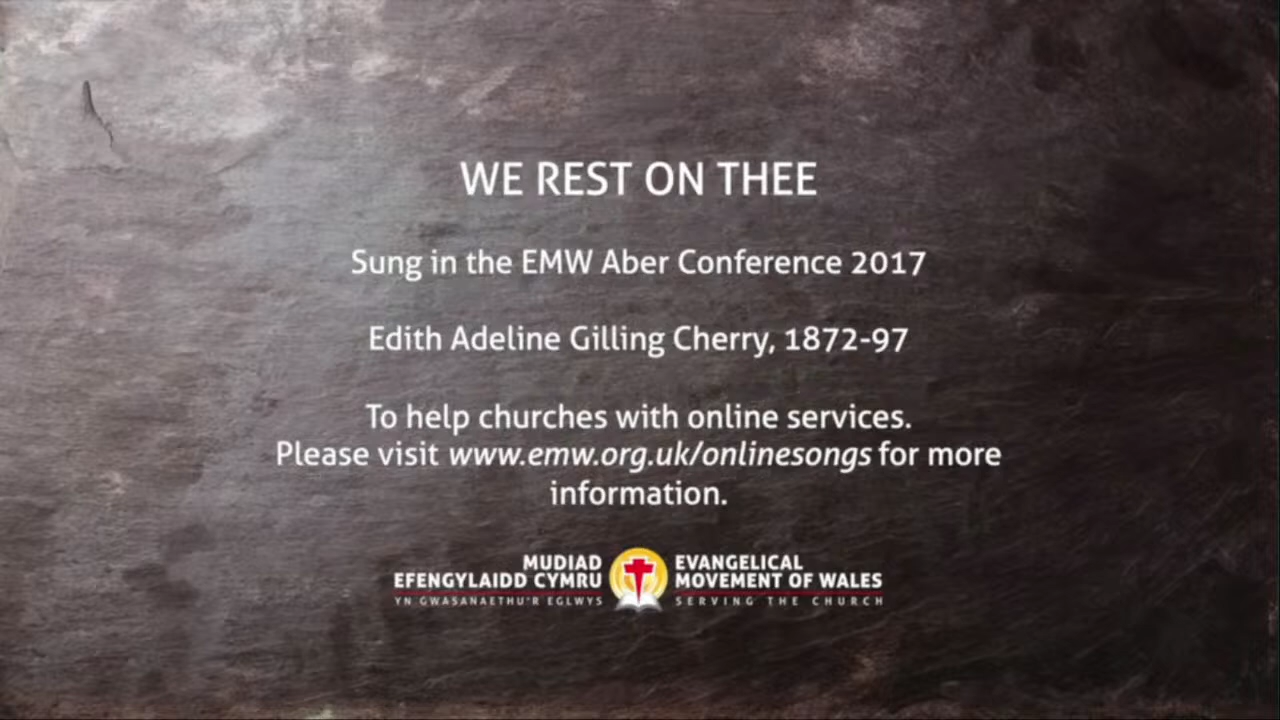 WE REST ON THEE
Sung in the EMW Aber Conference 2017
Edith Adeline Gilling Cherry, 1872-97
To help churches with online services.
Please visit www.emw.org.uk/onlinesongs for more
information.
MUDIAD
EFENGYLAIDD CYMRU
YN GWASANAETHU'R EGLWYS
EVANGELICAL
MOVEMENT OF WALES
SERVING THE CHURCH